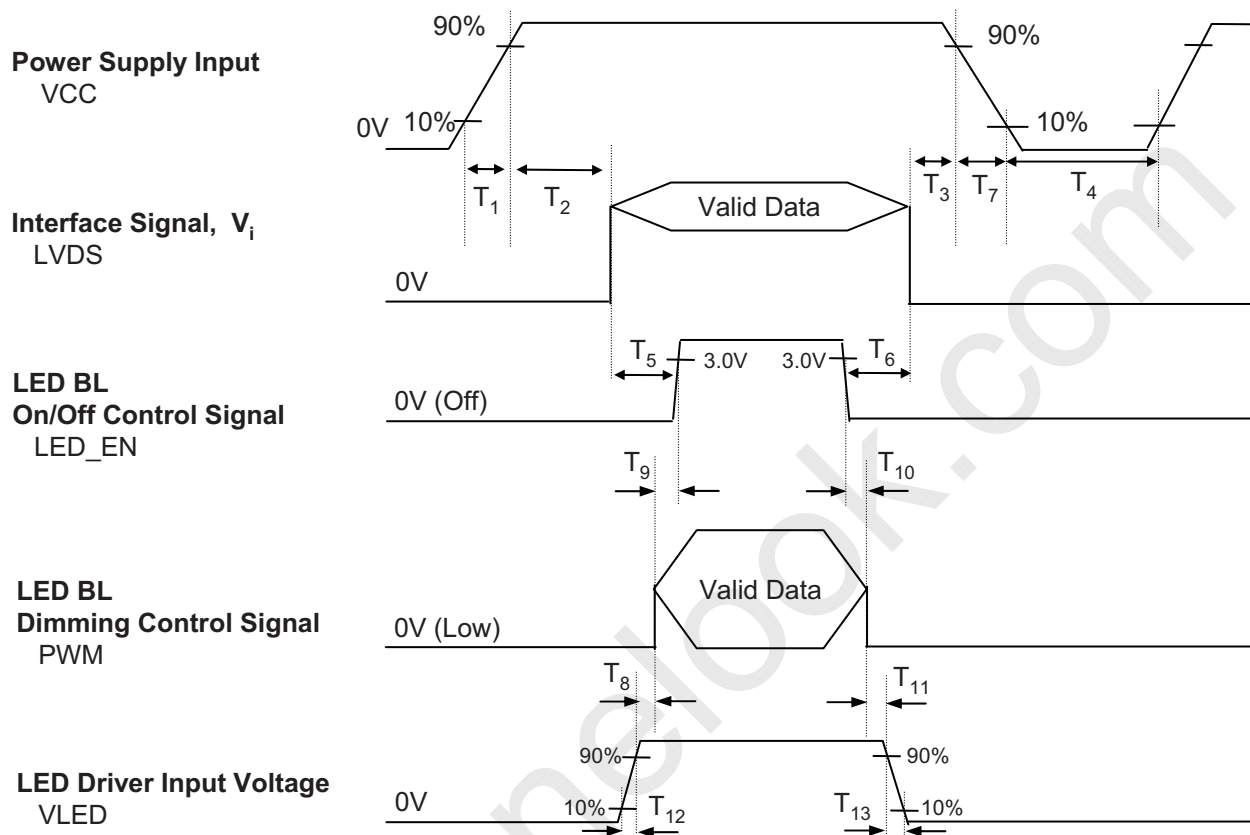 90%
90%
Power Supply Input
VCC
0V
10%
10%
T1
T2
T3
T7
T4
Interface Signal, Vi
LVDS
Valid Data
0V
T5
3.0V
3.0V
T6
LED BL
On/Off Control Signal
LED_EN
0V (Off)
T9
T10
LED BL
Dimming Control Signal
PWM
Valid Data
0V (Low)
T8
T11
90%
90%
LED Driver Input Voltage
VLED
0V
10%
T12
T13
10%
nelook.com